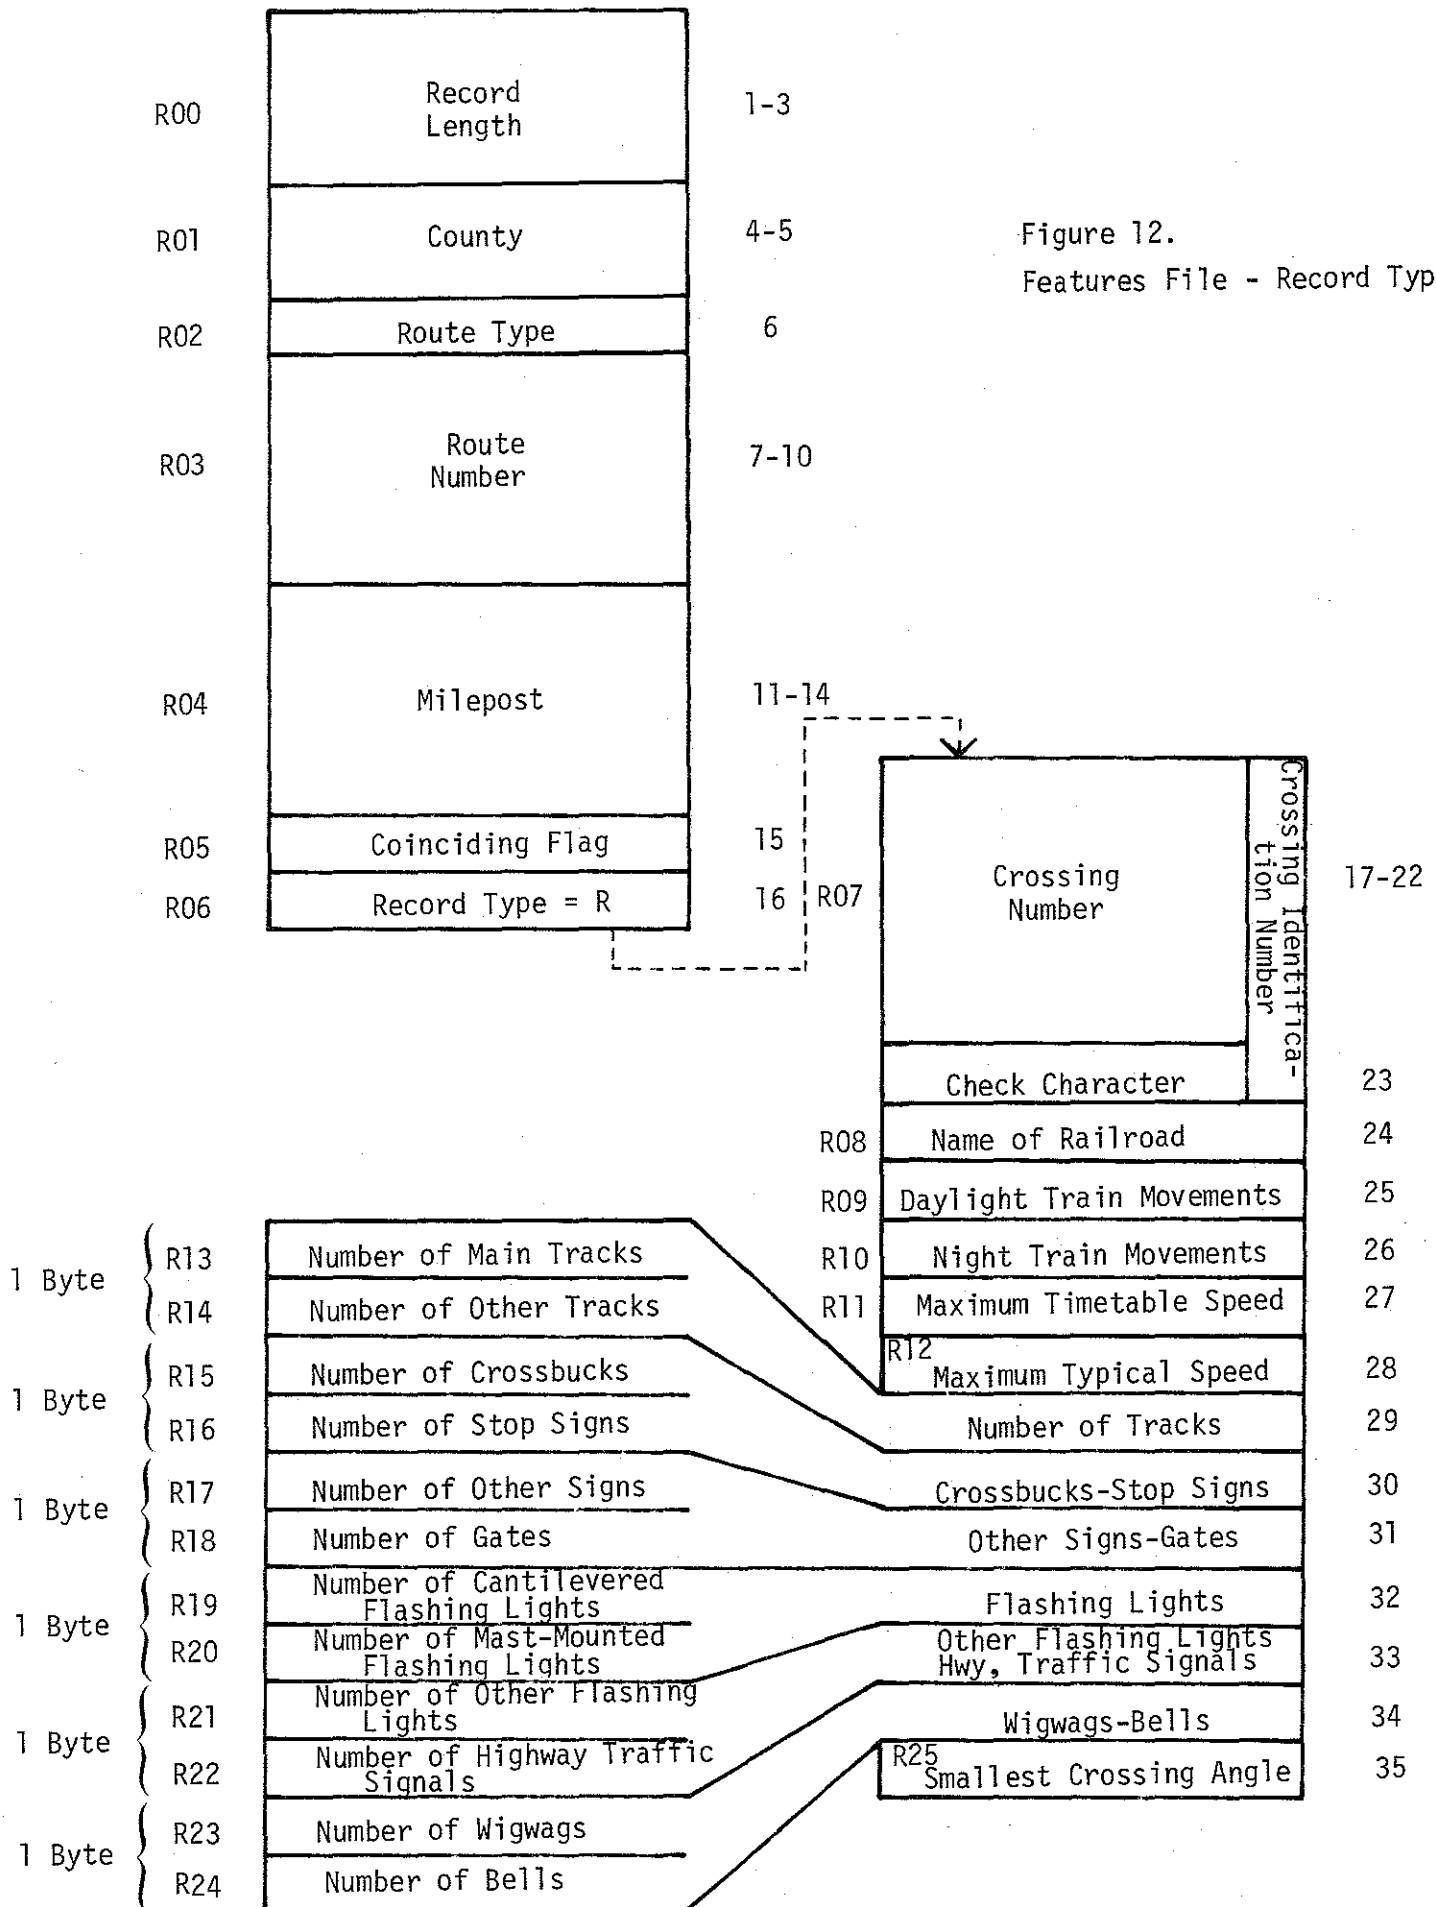 R00
Record
Length
1-3
R01
County
4-5
Figure 12.
Features File - Record Typ
R02
Route Type
6
R03
Route
Number
7-10
R04
Milepost
11-14
R05
Coinciding Flag
15
R06
Record Type = R
16
R07
Crossing
Number
Crossing Identifica-
tion Number
17-22
Check Character
23
R08
Name of Railroad
24
R09
Daylight Train Movements
25
R10
Night Train Movements
26
R11
Maximum Timetable Speed
27
R12
Maximum Typical Speed
28
Number of Tracks
29
Crossbucks-Stop Signs
30
Other Signs-Gates
31
Flashing Lights
32
Other Flashing Lights
Hwy, Traffic Signals
33
Wigwags-Bells
34
R25
Smallest Crossing Angle
35
1 Byte
R13
Number of Main Tracks
R14
Number of Other Tracks
1 Byte
R15
Number of Crossbucks
R16
Number of Stop Signs
1 Byte
R17
Number of Other Signs
R18
Number of Gates
1 Byte
R19
Number of Cantilevered
Flashing Lights
R20
Number of Mast-Mounted
Flashing Lights
1 Byte
R21
Number of Other Flashing
Lights
R22
Number of Highway Traffic
Signals
1 Byte
R23
Number of Wigwags
R24
Number of Bells